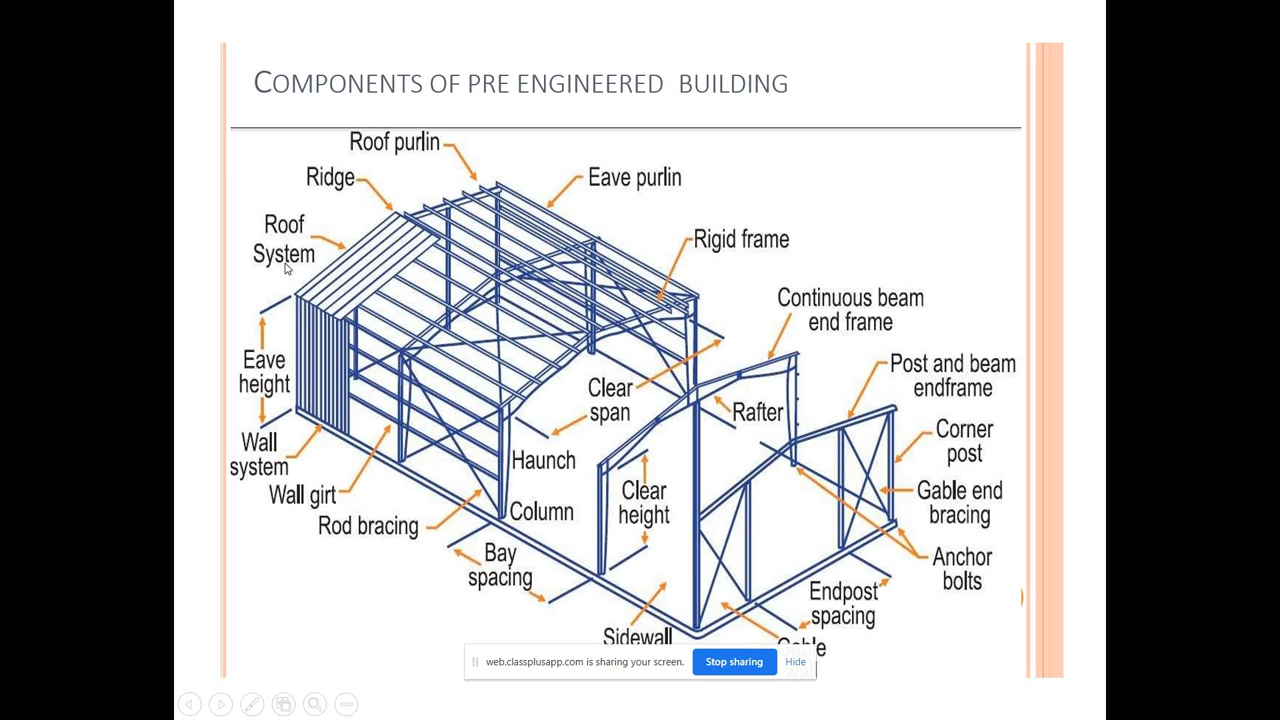 COMPONENTS OF PRE ENGINEERED BUILDING
Roof purlin
Ridge
Eave purlin
Roof
System
Rigid frame
Continuous beam
end frame
Eave
height
Post and beam
endframe
Clear
span
Rafter
Corner
post
Wall
system
Haunch
Wall girt
Clear
height
Gable end
bracing
Rod bracing
Column
Bay
spacing
Anchor
bolts
Endpost
spacing
Sidewall
Gable
web.classplusapp.com is sharing your screen.
Stop sharing
Hide